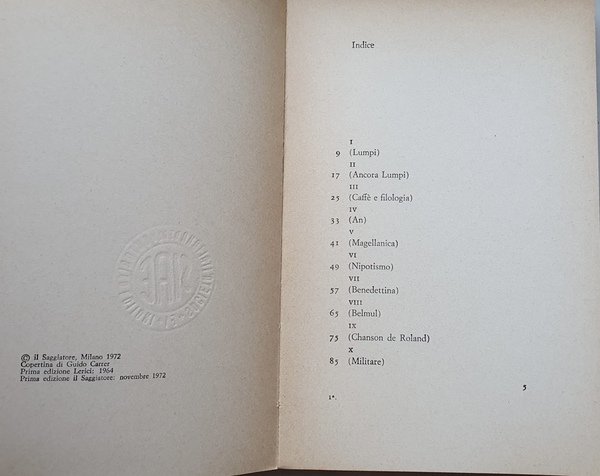 SIAE
© il Saggiatore, Milano 1972
Copertina di Guido Carrer
Prima edizione Lerici: 1964
Prima edizione il Saggiatore: novembre 1972
Indice
I
9 (Lumpi)
II
17 (Ancora Lumpi)
III
25 (Caffè e filologia)
IV
33 (An)
V
41 (Magellanica)
VI
49 (Nipotismo)
VII
57 (Benedettina)
VIII
65 (Belmul)
IX
75 (Chanson de Roland)
X
85 (Militare)
5
1*.